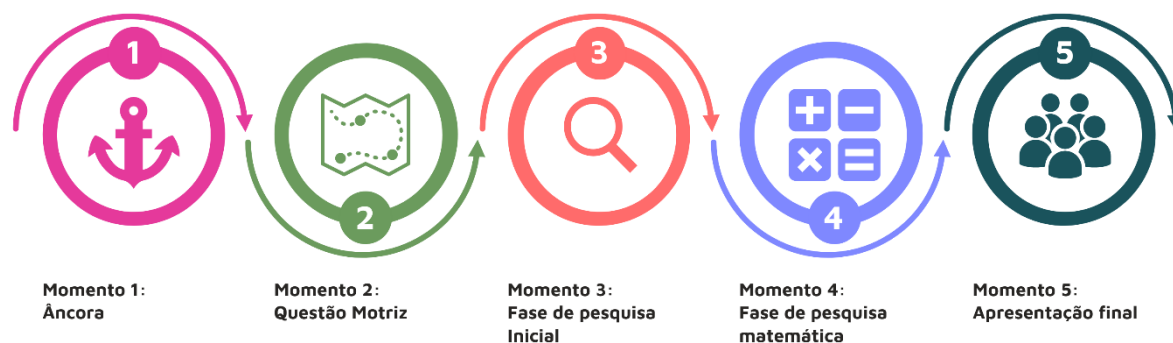 1
2
3
4
5
Momento 1:
Âncora
Momento 2:
Questão Motriz
Momento 3:
Fase de pesquisa
Inicial
Momento 4:
Fase de pesquisa
matemática
Momento 5:
Apresentação final